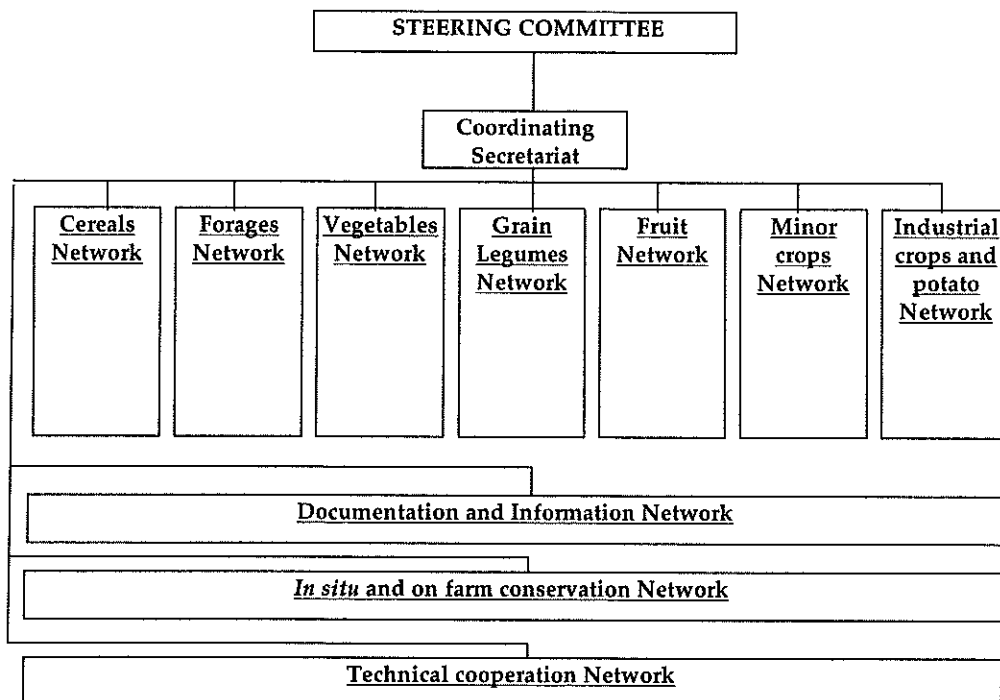 STEERING COMMITTEE
Coordinating
Secretariat
Cereals
Network
Forages
Network
Vegetables
Network
Grain
Legumes
Network
Fruit
Network
Minor
crops
Network
Industrial
crops and
potato
Network
Documentation and Information Network
In situ and on farm conservation Network
Technical cooperation Network